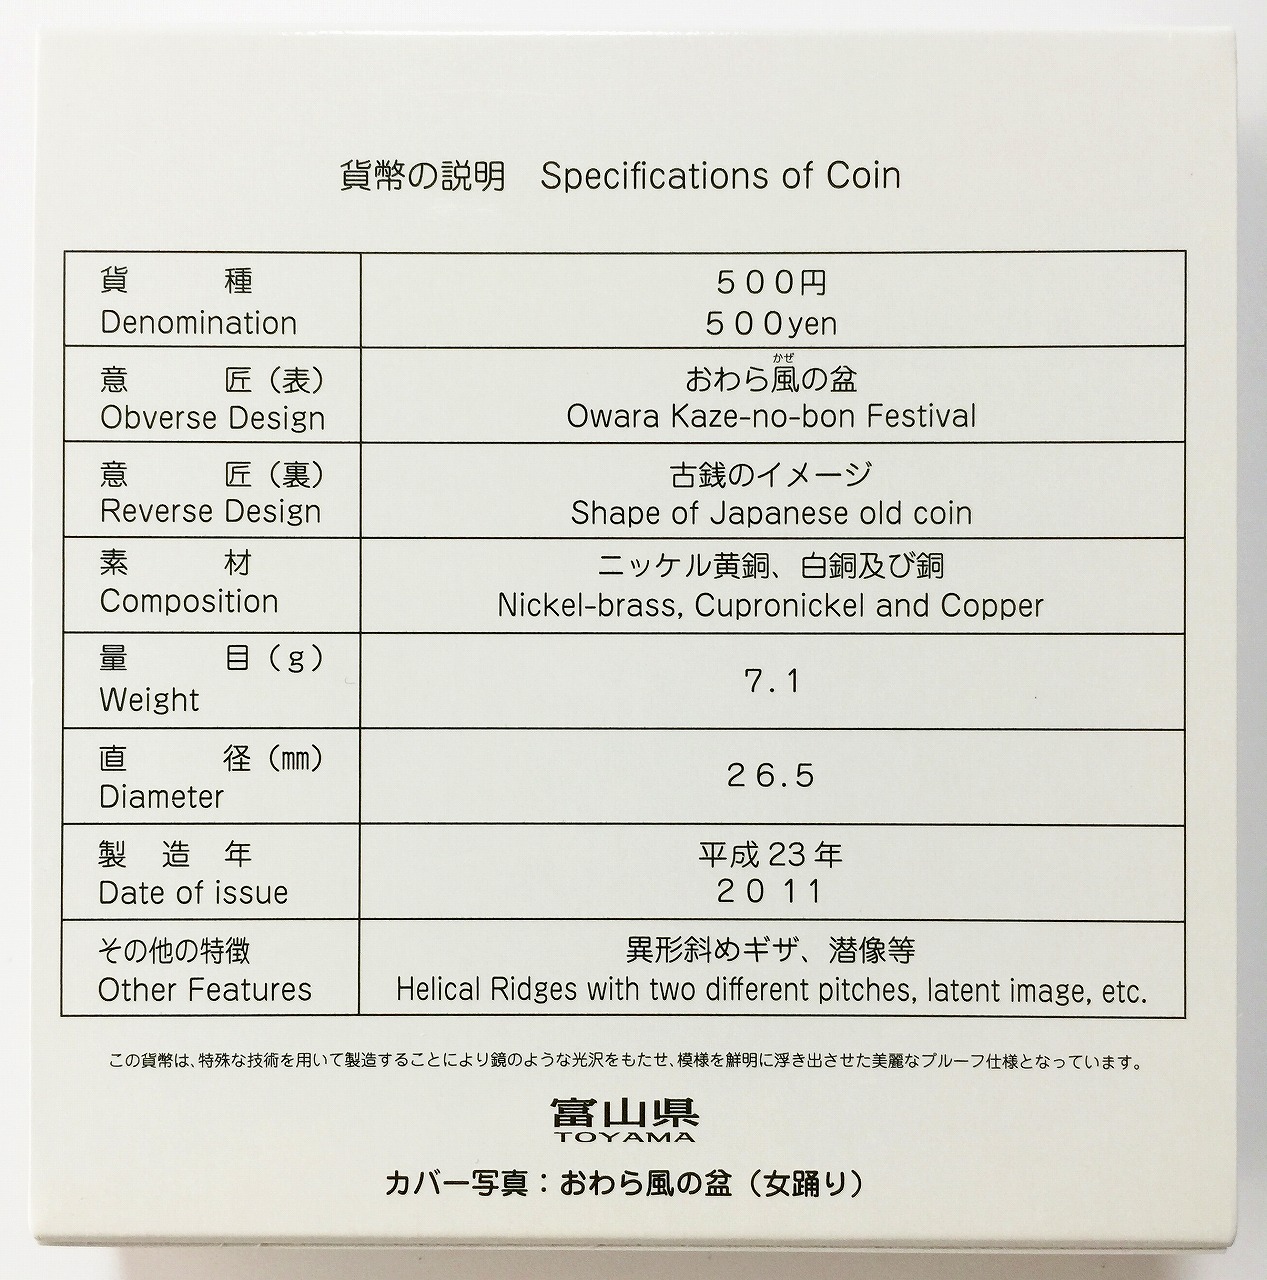 貨幣の説明 Specifications of Coin
貨種
Denomination
500円
500yen
意匠(表)
Obverse Design
かぜ
おわら風の盆
Owara Kaze-no-bon Festival
意匠(裏)
Reverse Design
古銭のイメージ
Shape of Japanese old coin
素材
Composition
ニッケル黄銅、白銅及び銅
Nickel-brass, Cupronickel and Copper
量目(g)
Weight
7.1
直径(㎜)
Diameter
26.5
製造年
Date of issue
平成23年
2011
その他の特徴
Other Features
異形斜めギザ、潜像等
Helical Ridges with two different pitches, latent image, etc.
この貨幣は、特殊な技術を用いて製造することにより鏡のような光沢をもたせ、模様を鮮明に浮き出させた美麗なプルーフ仕様となっています。
富山県
TOYAMA
カバー写真:おわら風の盆(女踊り)